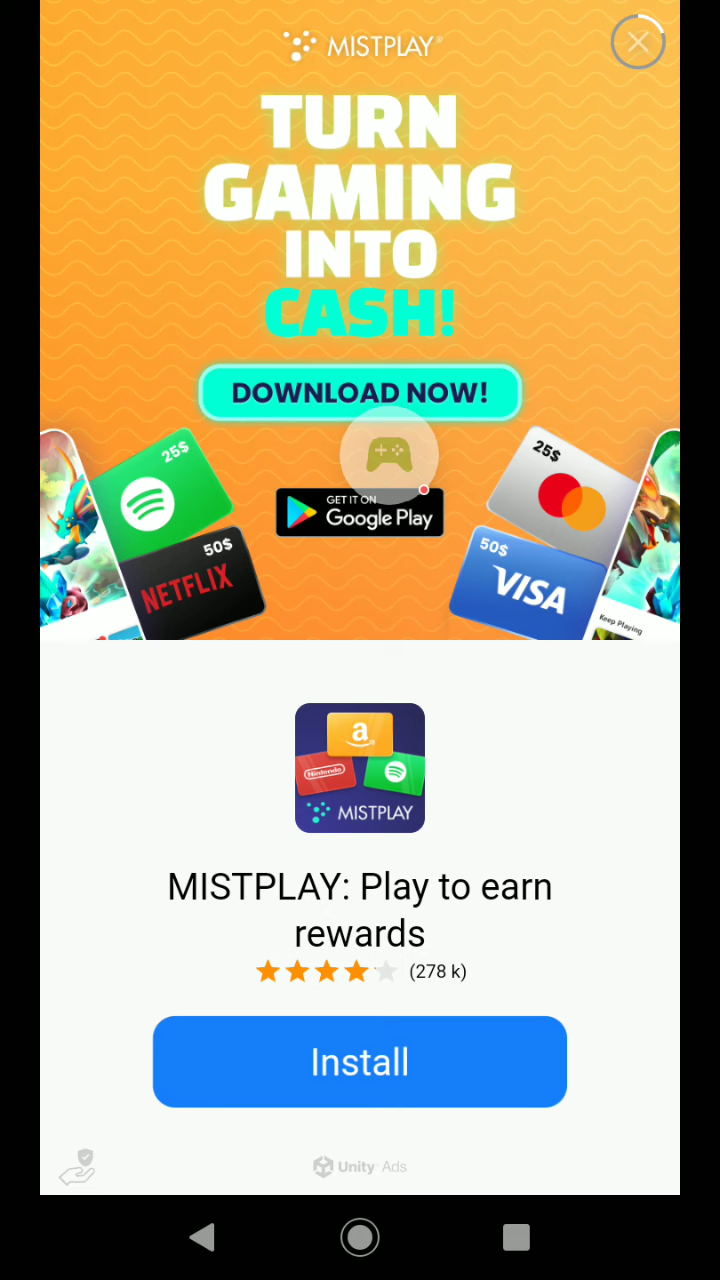 MISTPLAY®
TURN
GAMING
INTO
CASH!
DOWNLOAD NOW!
25$
25$
GET IT ON
Google Play
50$
NETFLIX
50$
VISA
Keep Playing
a
Nintendo
MISTPLAY
MISTPLAY: Play to earn
rewards
(278 k)
Install
Unity Ads